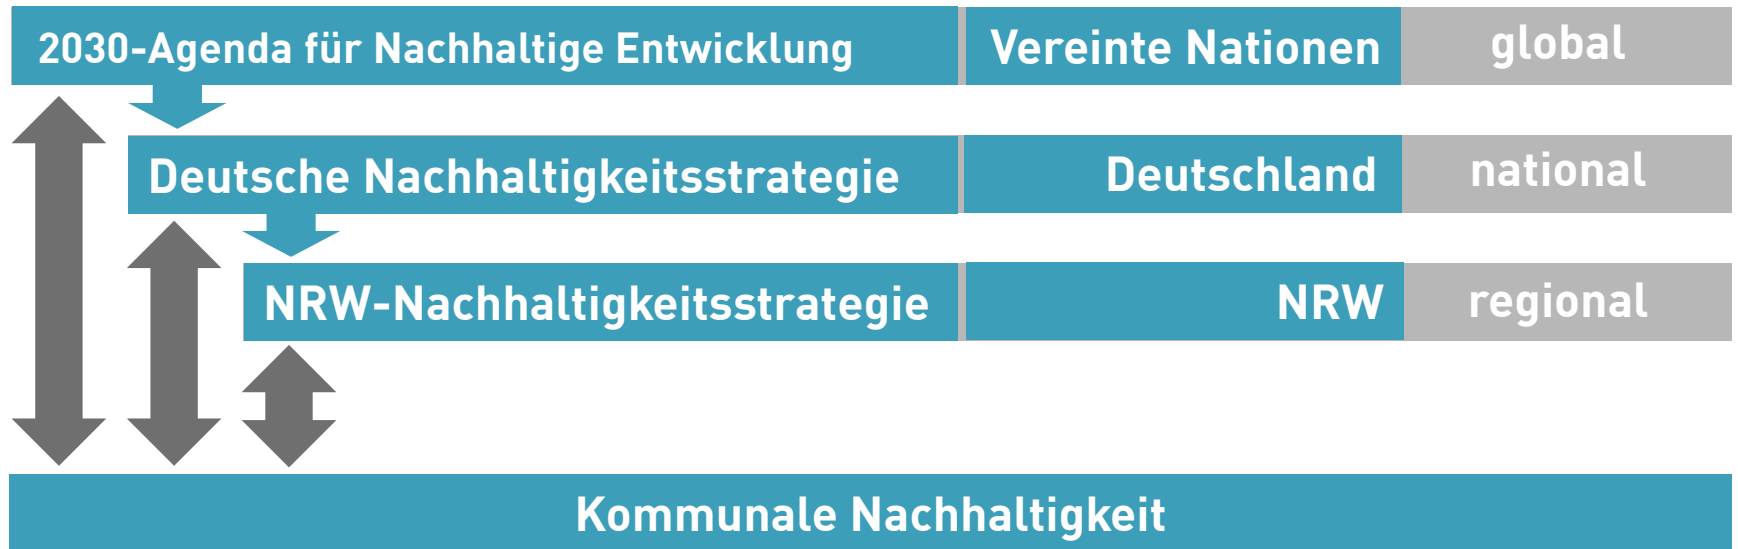 2030-Agenda für Nachhaltige Entwicklung Vereinte Nationen global
Deutsche Nachhaltigkeitsstrategie Deutschland national
NRW-Nachhaltigkeitsstrategie NRW regional
Kommunale Nachhaltigkeit